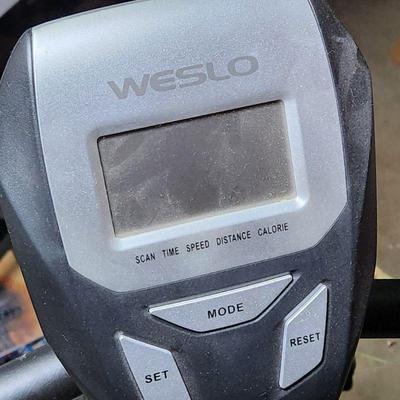 WESLO
SCAN TIME SPEED DISTANCE CALORIE
MODE
SET
RESET